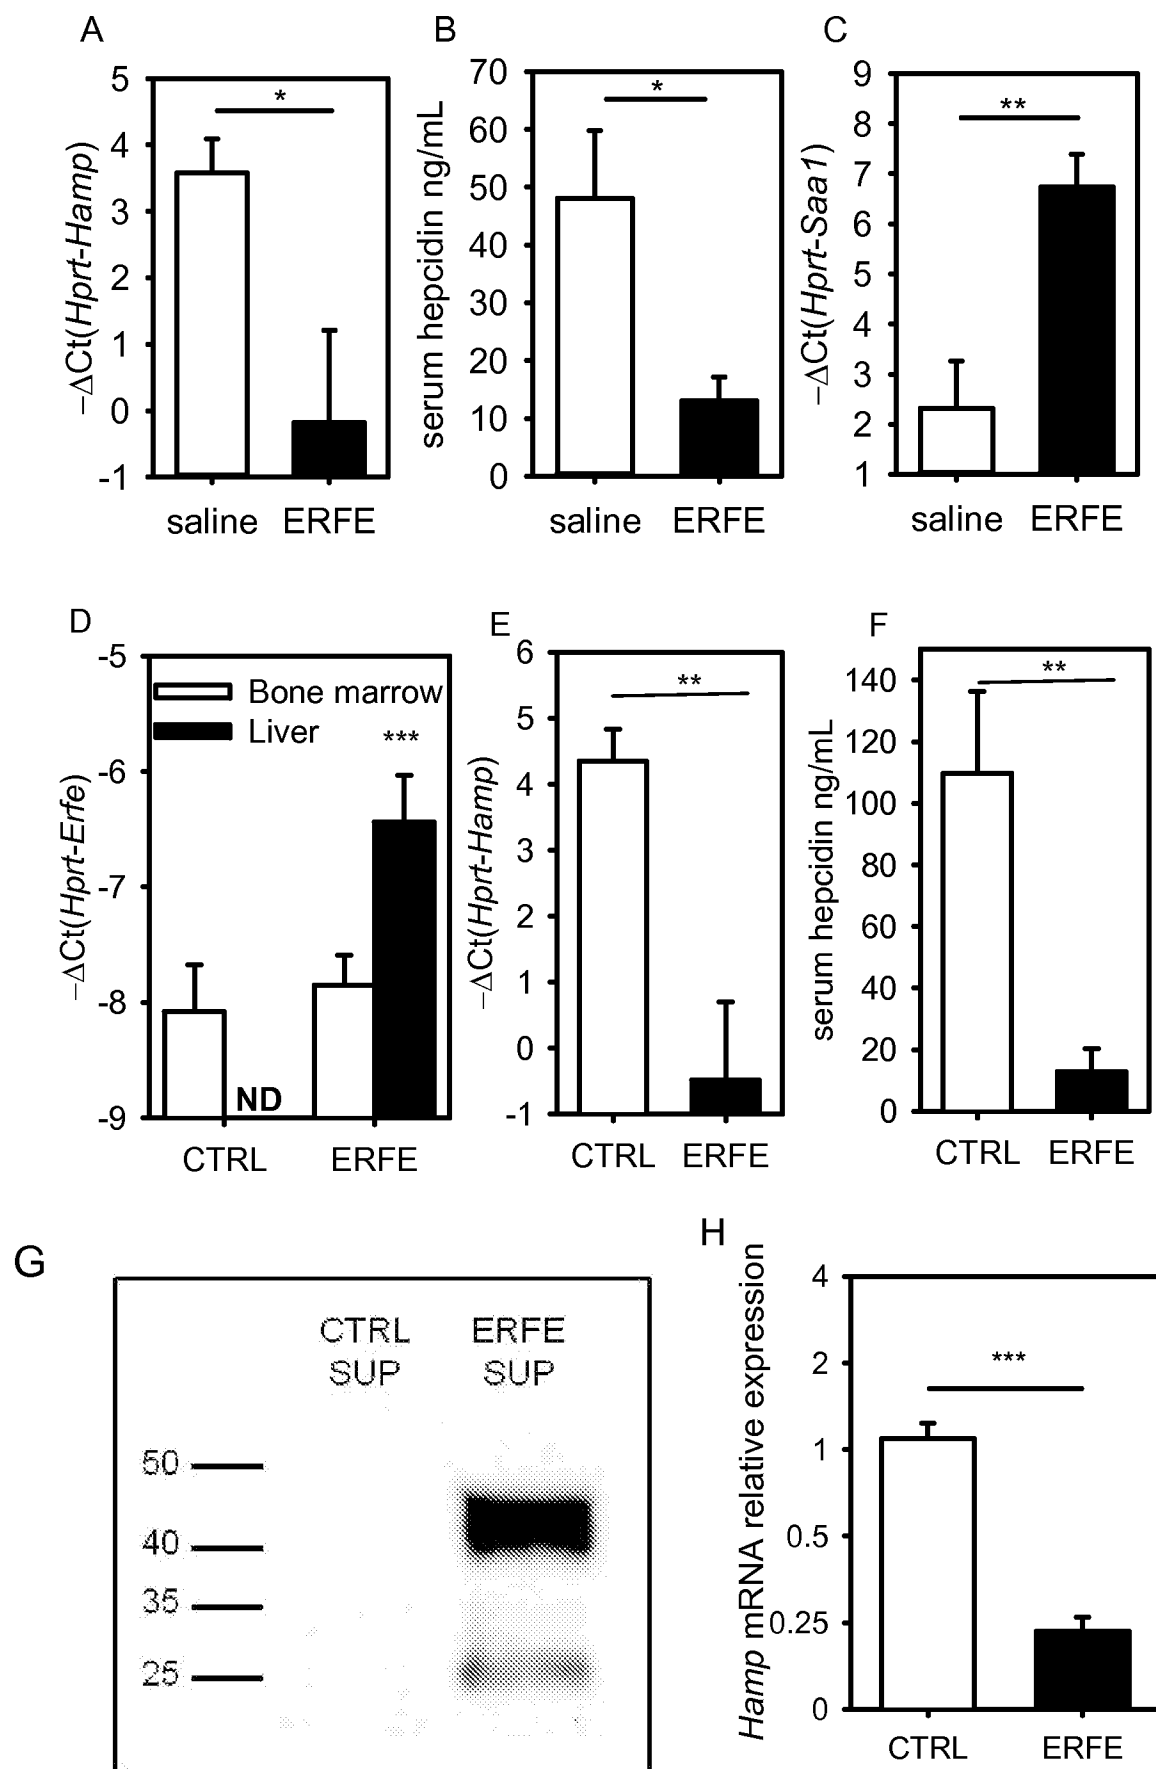 A
B
C
5
4
3
2
1
0
-1
−ΔCt(Hprt-Hamp)
*
saline ERFE
70
60
50
40
30
20
10
0
serum hepcidin ng/mL
*
saline ERFE
9
8
7
6
5
4
3
2
1
−ΔCt(Hprt-Saa1)
**
saline ERFE
D
E
F
-5
-6
-7
-8
-9
−ΔCt(Hprt-Erfe)
Bone marrow
Liver
***
ND
CTRL ERFE
6
5
4
3
2
1
0
-1
−ΔCt(Hprt-Hamp)
**
CTRL ERFE
140
120
100
80
60
40
20
0
serum hepcidin ng/mL
**
CTRL ERFE
G
CTRL
SUP
ERFE
SUP
50
40
35
25
H
4
2
1
0.5
0.25
0
Hamp mRNA relative expression
***
CTRL ERFE